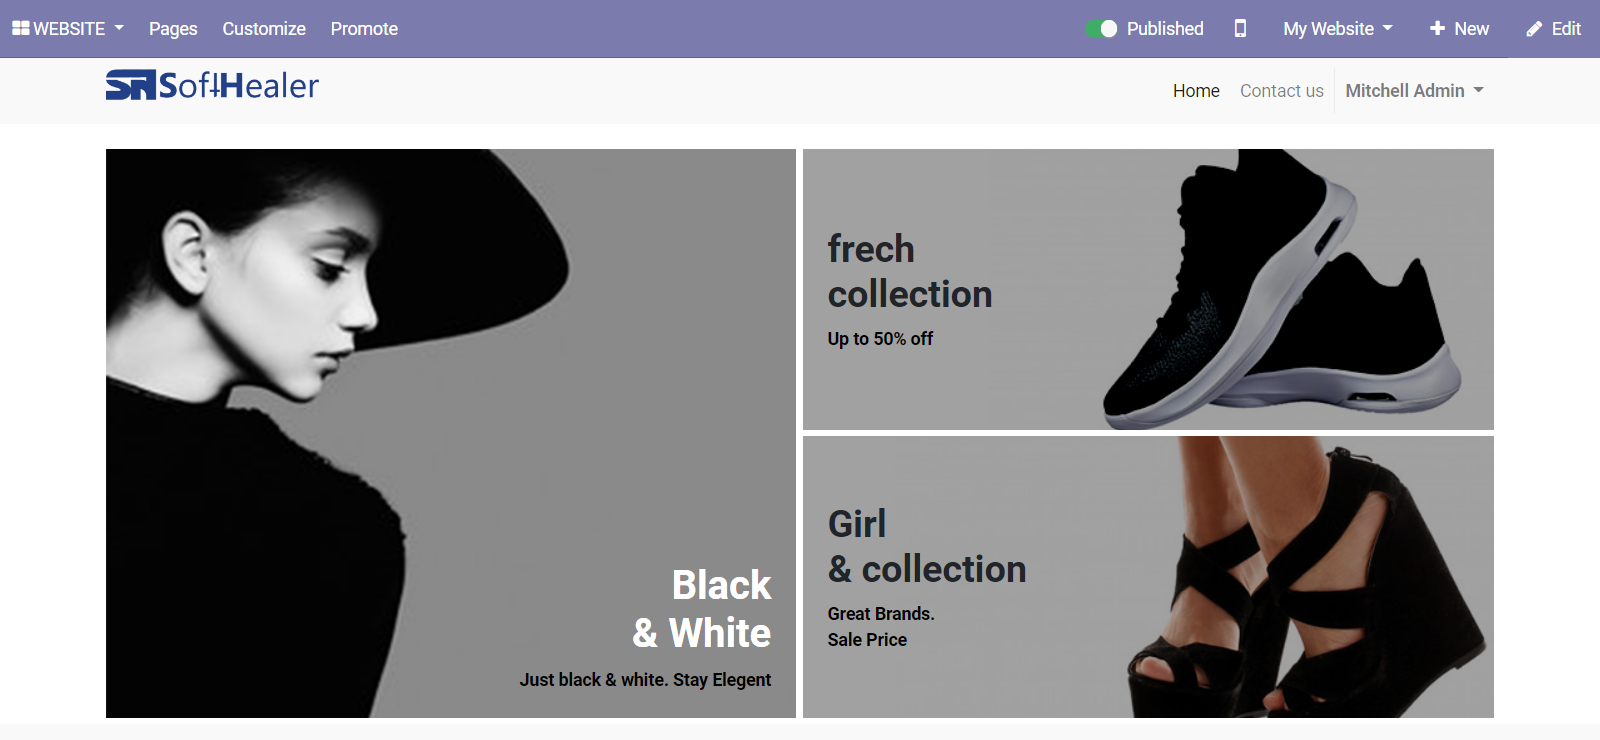 WEBSITE Pages Customize Promote Published My Website New Edit
SoftHealer Home Contact us Mitchell Admin
Black
& White
Just black & white. Stay Elegent
frech
collection
Up to 50% off
Girl
& collection
Great Brands.
Sale Price